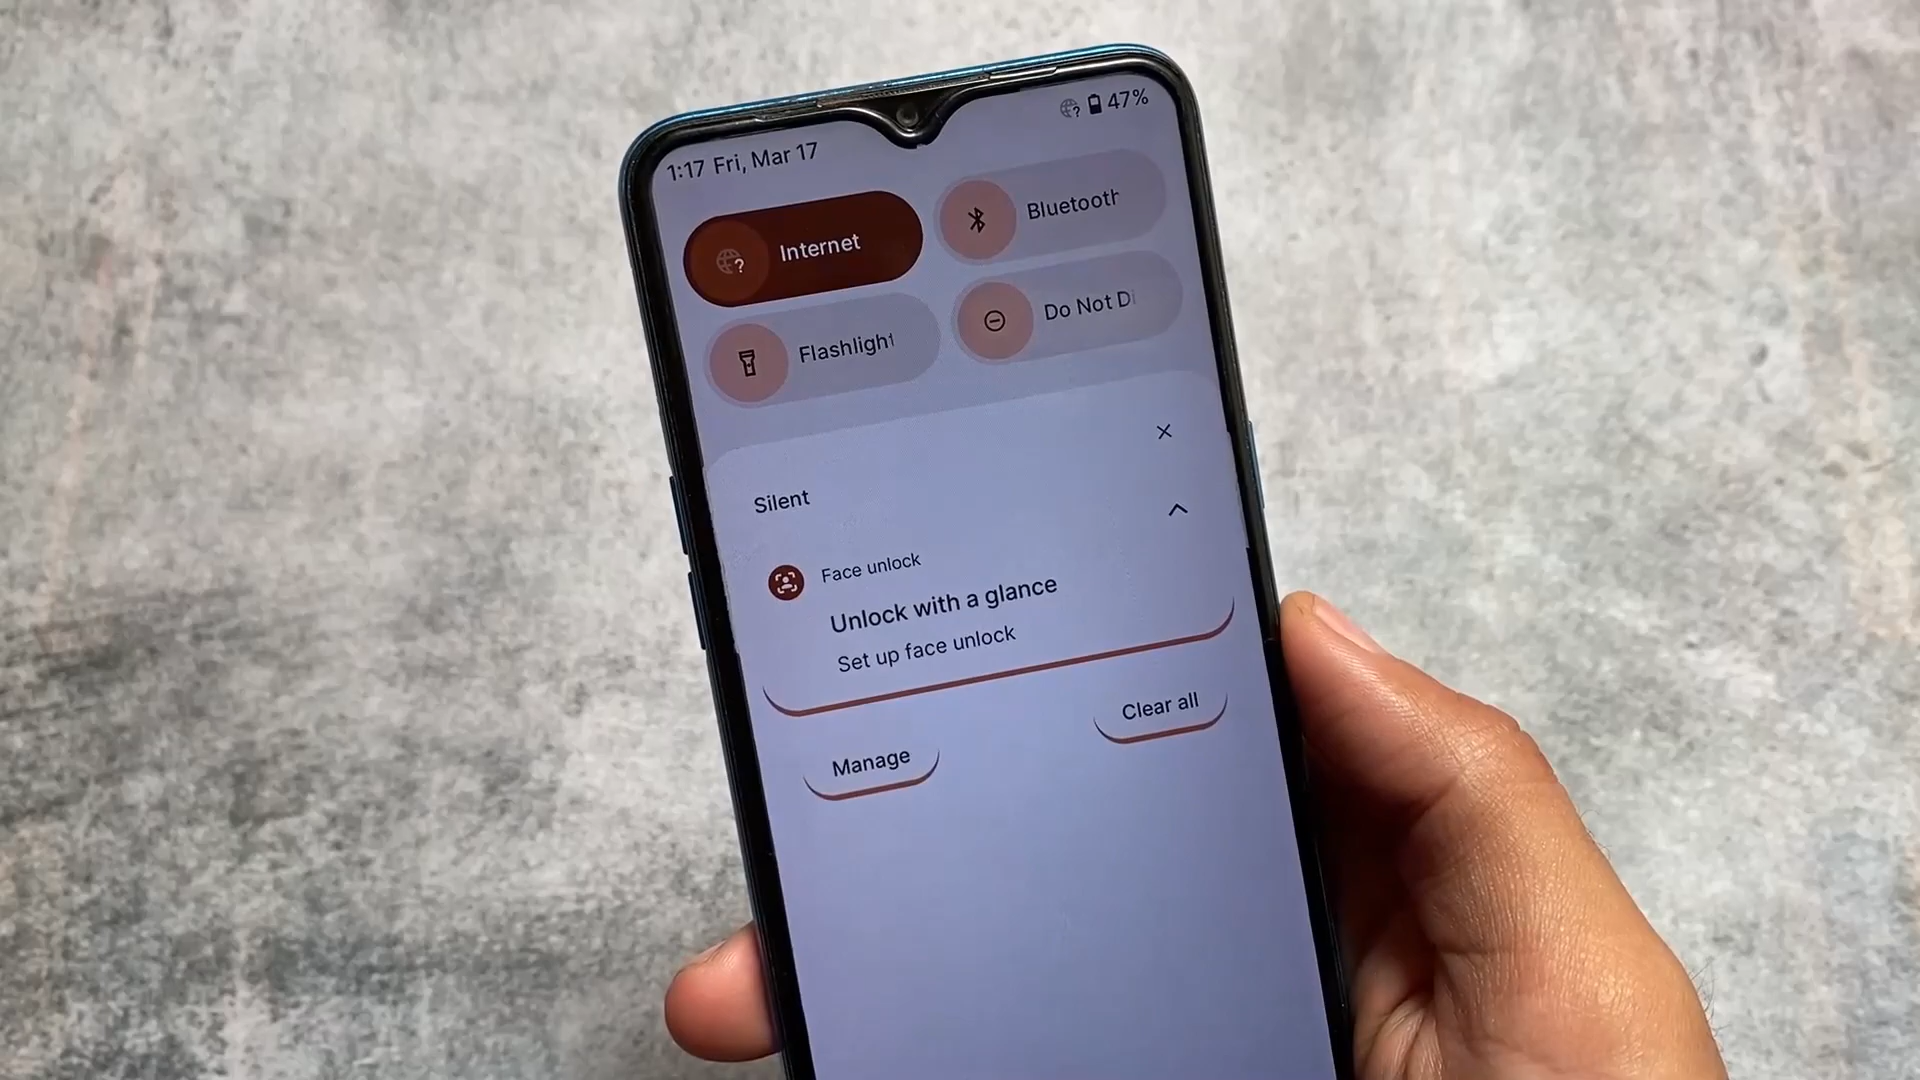 1:17 Fri, Mar 17
47%
Internet
Bluetooth
Flashlight
Do Not Di
Silent
Face unlock
Unlock with a glance
Set up face unlock
Manage
Clear all